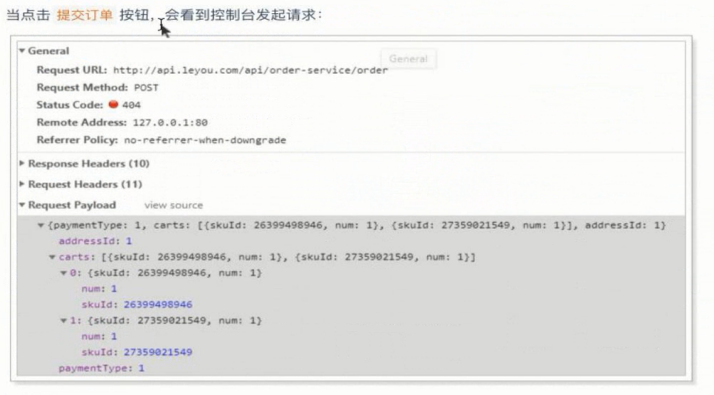 当点击 提交订单 按钮，会看到控制台发起请求：
General
General
Request URL: http://api.leyou.com/api/order-service/order
Request Method: POST
Status Code: 404
Remote Address: 127.0.0.1:80
Referrer Policy: no-referrer-when-downgrade
Response Headers (10)
Request Headers (11)
Request Payload view source
{paymentType: 1, carts: [{skuId: 26399498946, num: 1}, {skuId: 27359021549, num: 1}], addressId: 1}
addressId: 1
carts: [{skuId: 26399498946, num: 1}, {skuId: 27359021549, num: 1}]
0: {skuId: 26399498946, num: 1}
num: 1
skuId: 26399498946
1: {skuId: 27359021549, num: 1}
num: 1
skuId: 27359021549
paymentType: 1